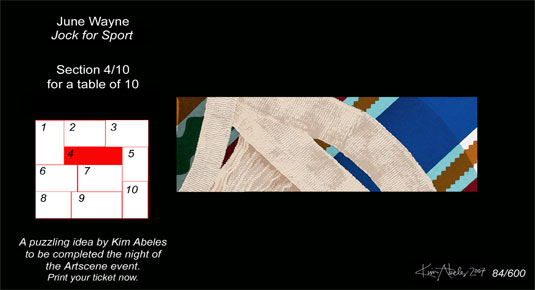 June Wayne
Jock for Sport
Section 4/10
for a table of 10
1 2 3
4 5
6 7
10
8 9
A puzzling idea by Kim Abeles
to be completed the night of
the Artscene event.
Print your ticket now.
Kim Abeles 2007 84/600